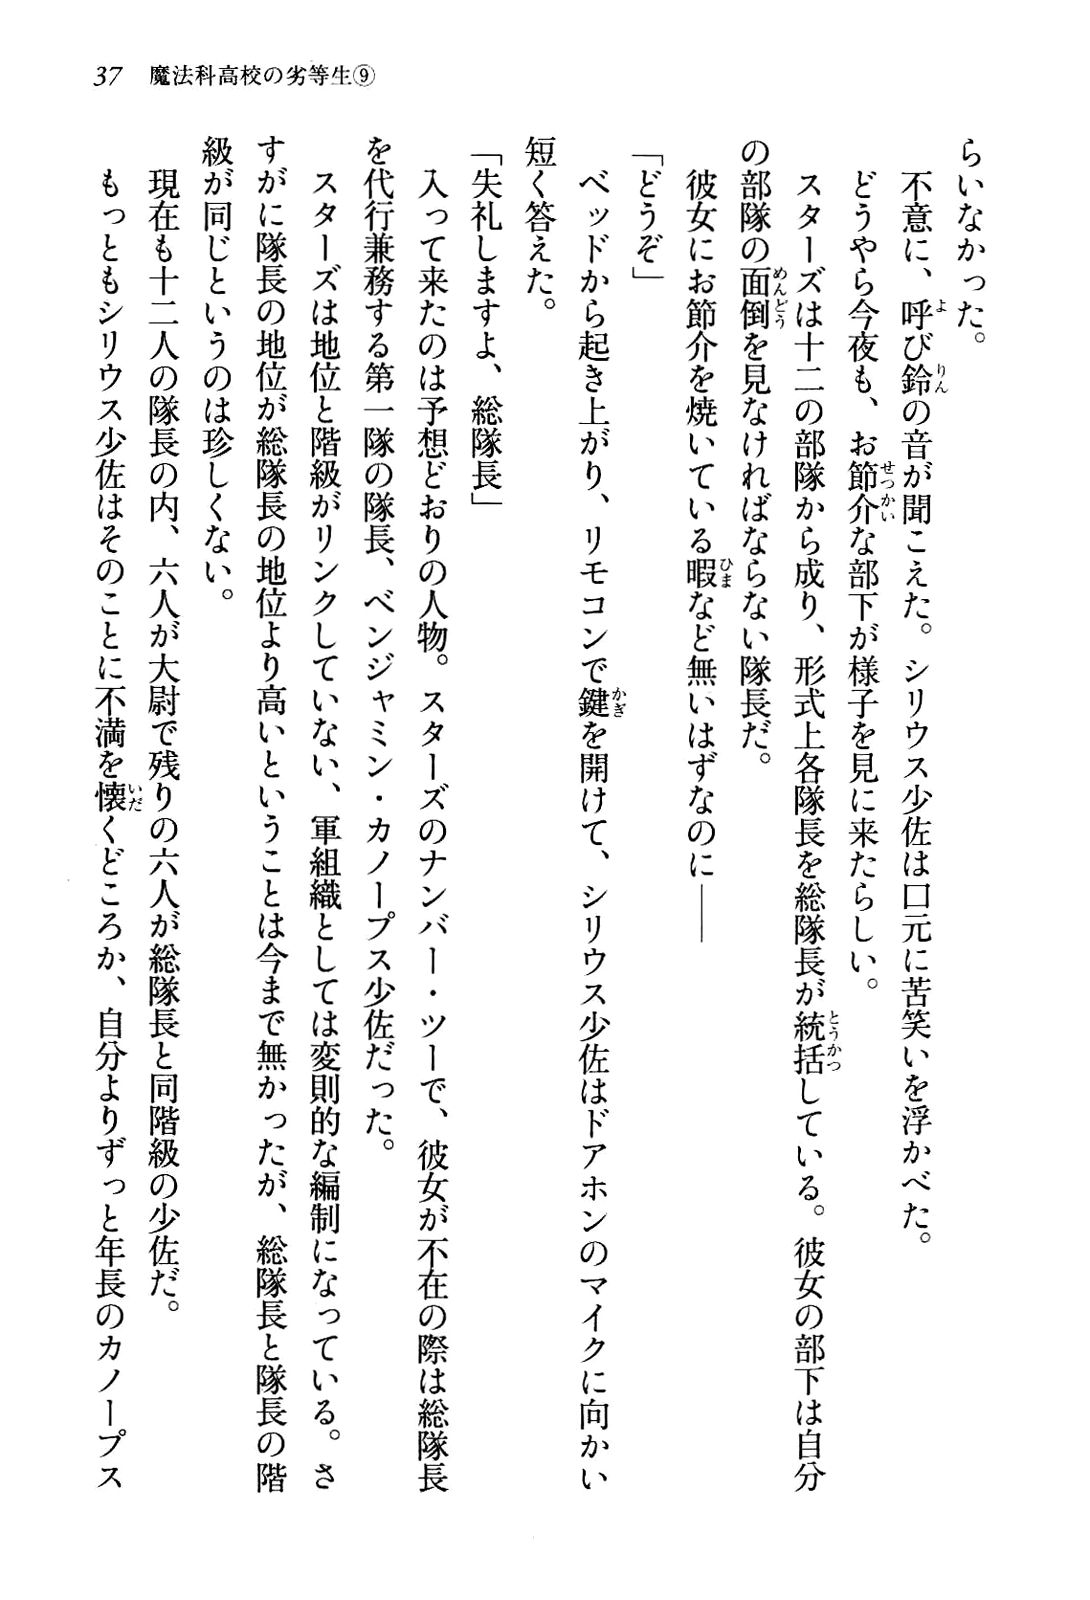 37 魔法科高校の劣等生⑨
らいなかった。
不意に、呼び鈴の音が聞こえた。シリウス少佐は口元に苦笑いを浮かべた。
どうやら今夜も、お節介な部下が様子を見に来たらしい。
スターズは十二の部隊から成り、形式上各隊長を総隊長が統括している。彼女の部下は自分
の部隊の面倒を見なければならない隊長だ。
彼女にお節介を焼いている暇など無いはずなのに――
「どうぞ」
ベッドから起き上がり、リモコンで鍵を開けて、シリウス少佐はドアホンのマイクに向かい
短く答えた。
「失礼しますよ、総隊長」
入って来たのは予想どおりの人物。スターズのナンバー・ツーで、彼女が不在の際は総隊長
を代行兼務する第一隊の隊長、ベンジャミン・カノープス少佐だった。
スターズは地位と階級がリンクしていない、軍組織としては変則的な編制になっている。さ
すがに隊長の地位が総隊長の地位より高いということは今まで無かったが、総隊長と隊長の階
級が同じというのは珍しくない。
現在も十二人の隊長の内、六人が大尉で残りの六人が総隊長と同階級の少佐だ。
もっともシリウス少佐はそのことに不満を懐くどころか、自分よりずっと年長のカノープス